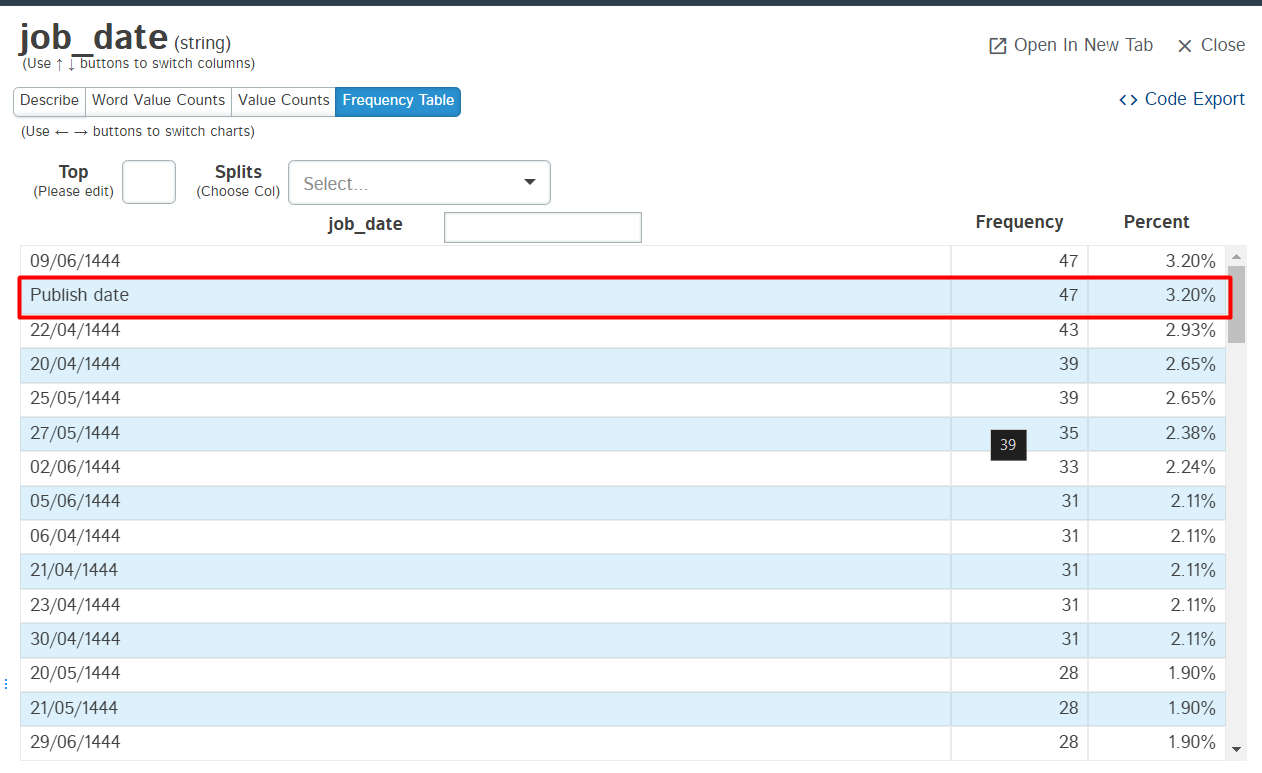 job_date (string)
Open In New Tab
Close
(Use ↑ ↓ buttons to switch columns)
Describe
Word Value Counts
Value Counts
Frequency Table
Code Export
(Use ← → buttons to switch charts)
Top
(Please edit)
Splits
(Choose Col)
Select...
job_date
Frequency
Percent
09/06/1444 47 3.20%
Publish date 47 3.20%
22/04/1444 43 2.93%
20/04/1444 39 2.65%
25/05/1444 39 2.65%
27/05/1444 35 2.38%
39
02/06/1444 33 2.24%
05/06/1444 31 2.11%
06/04/1444 31 2.11%
21/04/1444 31 2.11%
23/04/1444 31 2.11%
30/04/1444 31 2.11%
20/05/1444 28 1.90%
21/05/1444 28 1.90%
29/06/1444 28 1.90%